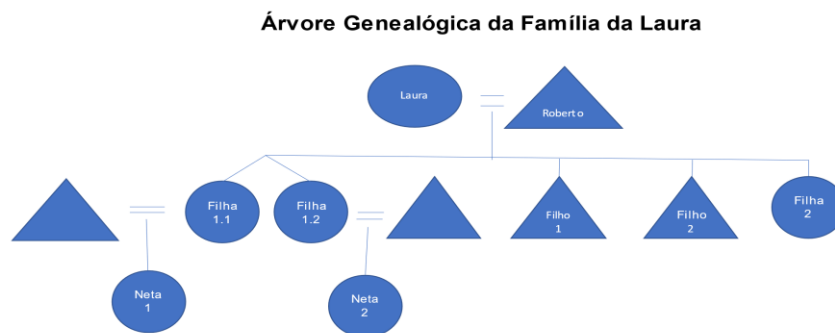 Árvore Genealógica da Família da Laura
Laura
Roberto
Filha
1.1
Filha
1.2
Filho
1
Filho
2
Filha
2
Neta
1
Neta
2